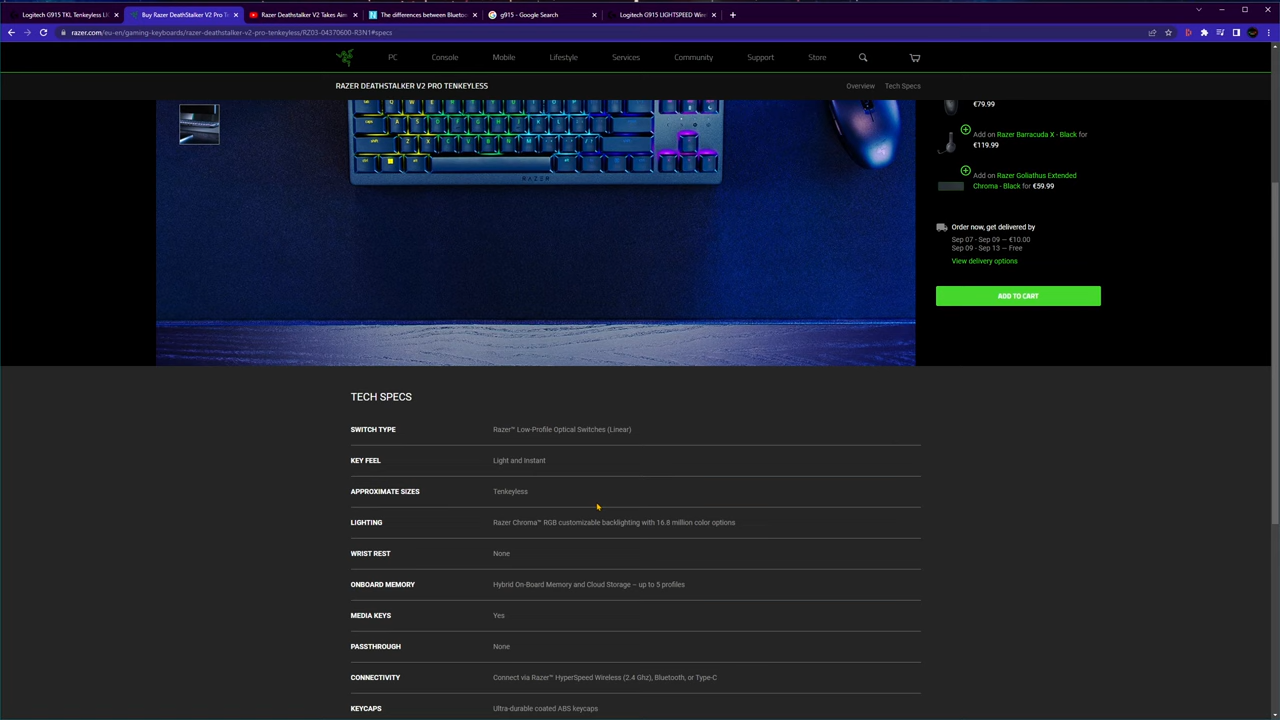 Logitech G915 TKL Tenkeyless LI
Buy Razer DeathStalker V2 Pro T
Razer Deathstalker V2 Takes Aim
The differences between Bluetoo
g915 - Google Search
Logitech G915 LIGHTSPEED Wire
razer.com/eu-en/gaming-keyboards/razer-deathstalker-v2-pro-tenkeyless/RZ03-04370600-R3N1#specs
PC
Console
Mobile
Lifestyle
Services
Community
Support
Store
RAZER DEATHSTALKER V2 PRO TENKEYLESS
Overview
Tech Specs
€79.99
Add on Razer Barracuda X - Black for
€119.99
Add on Razer Goliathus Extended
Chroma - Black for €59.99
RAZER
Order now, get delivered by
Sep 07 - Sep 09 — €10.00
Sep 09 - Sep 13 — Free
View delivery options
ADD TO CART
TECH SPECS
SWITCH TYPE
Razer™ Low-Profile Optical Switches (Linear)
KEY FEEL
Light and Instant
APPROXIMATE SIZES
Tenkeyless
LIGHTING
Razer Chroma™ RGB customizable backlighting with 16.8 million color options
WRIST REST
None
ONBOARD MEMORY
Hybrid On-Board Memory and Cloud Storage – up to 5 profiles
MEDIA KEYS
Yes
PASSTHROUGH
None
CONNECTIVITY
Connect via Razer™ HyperSpeed Wireless (2.4 Ghz), Bluetooth, or Type-C
KEYCAPS
Ultra-durable coated ABS keycaps